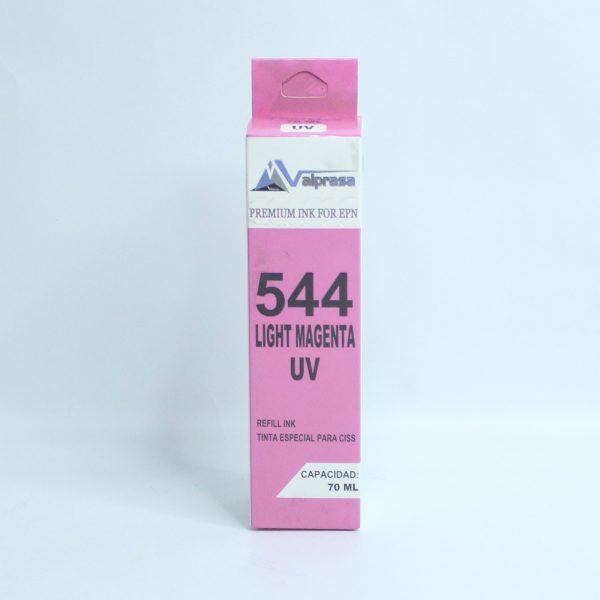 UV
Valprasa
PREMIUM INK FOR EPN
544
LIGHT MAGENTA
UV
REFILL INK
TINTA ESPECIAL PARA CISS
CAPACIDAD:
70 ML